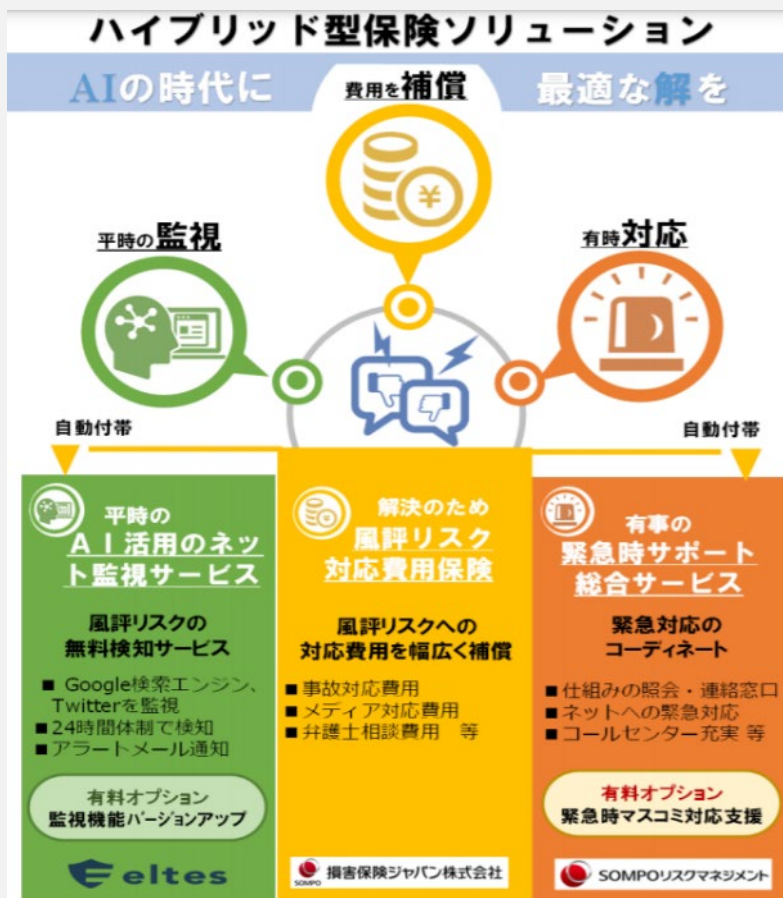 ハイブリッド型保険ソリューション
AIの時代に
費用を補償
最適な解を
¥
平時の監視
有時対応
自動付帯
自動付帯
平時の
ＡＩ活用のネッ
ト監視サービス
風評リスクの
無料検知サービス
■ Google検索エンジン、
Twitterを監視
■24時間体制で検知
■アラートメール通知
有料オプション
監視機能バージョンアップ
eltes
解決のため
風評リスク
対応費用保険
風評リスクへの
対応費用を幅広く補償
■事故対応費用
■メディア対応費用
■弁護士相談費用　等
SOMPO
損害保険ジャパン株式会社
有事の
緊急時サポート
総合サービス
緊急対応の
コーディネート
■仕組みの照会・連絡窓口
■ネットへの緊急対応
■コールセンター充実 等
有料オプション
緊急時マスコミ対応支援
SOMPOリスクマネジメント